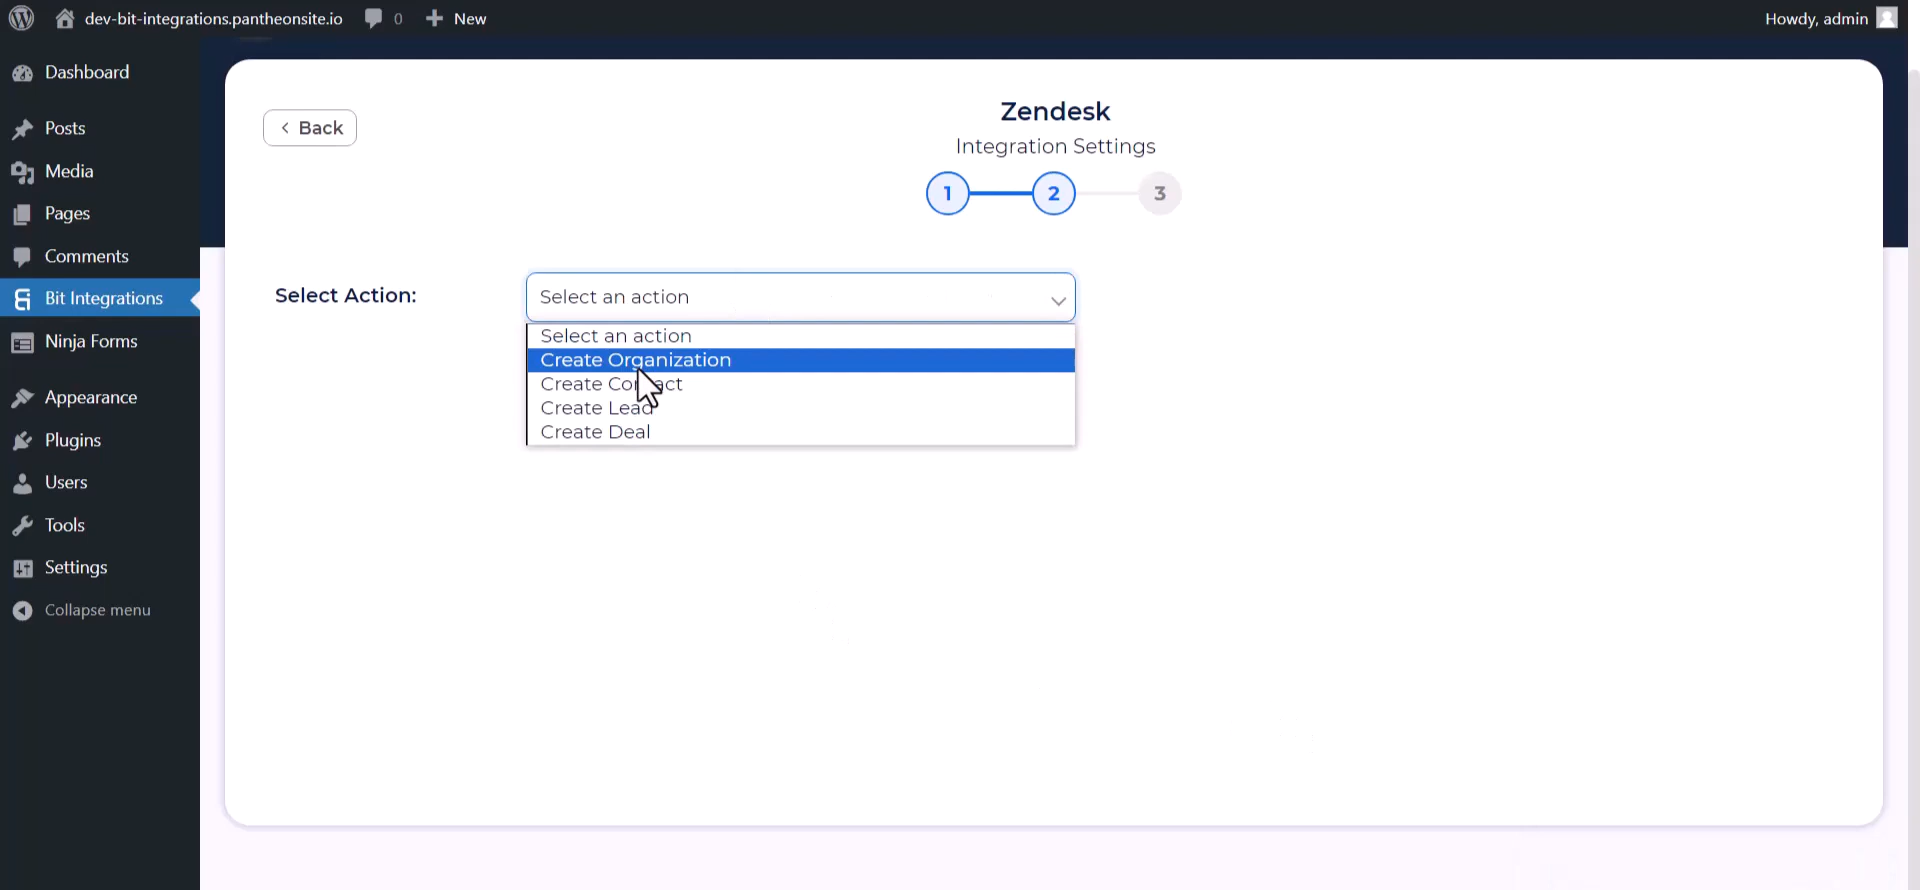 dev-bit-integrations.pantheonsite.io 0 New Howdy, admin
Dashboard
Posts
Media
Pages
Comments
Bit Integrations
Ninja Forms
Appearance
Plugins
Users
Tools
Settings
Collapse menu
Back
Zendesk
Integration Settings
1 2 3
Select Action:
Select an action
Select an action
Create Organization
Create Contact
Create Lead
Create Deal